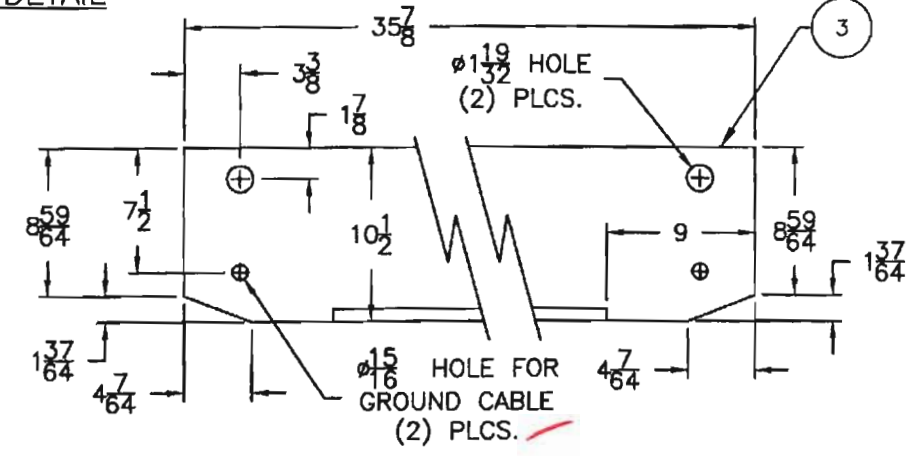 DETAIL
35 7/8
3
3 3/8
ø1 19/32 HOLE
(2) PLCS.
1 7/8
8 59/64
7 1/2
10 1/2
9
8 59/64
1 37/64
1 37/64
4 7/64
ø15/16 HOLE FOR
GROUND CABLE
(2) PLCS.
4 7/64